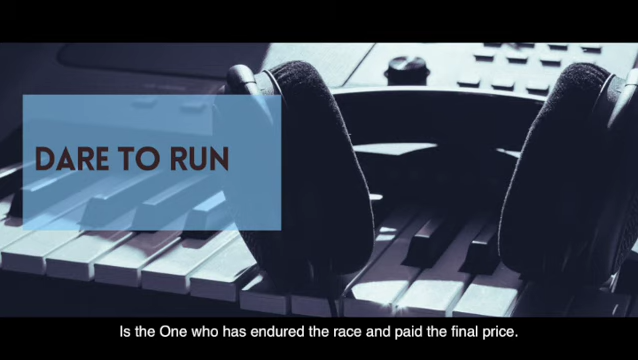 DARE TO RUN
Is the One who has endured the race and paid the final price.